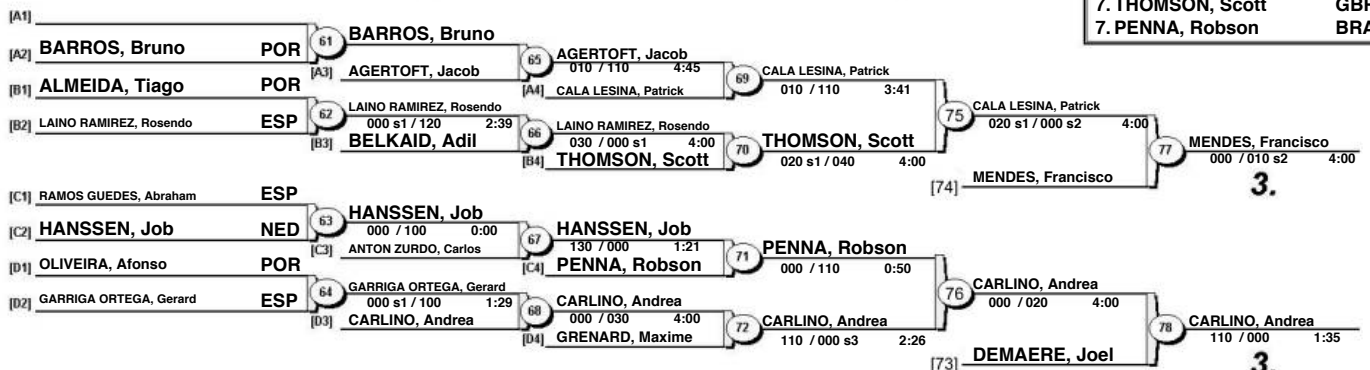 7. THOMSON, Scott GBR
7. PENNA, Robson BRA
[A1]
[A2] BARROS, Bruno POR
61
BARROS, Bruno
[A3] AGERTOFT, Jacob
65
AGERTOFT, Jacob
010 / 110 4:45
[A4] CALA LESINA, Patrick
69
CALA LESINA, Patrick
010 / 110 3:41
[B1] ALMEIDA, Tiago POR
[B2] LAINO RAMIREZ, Rosendo ESP
62
LAINO RAMIREZ, Rosendo
000 s1 / 120 2:39
[B3] BELKAID, Adil
66
LAINO RAMIREZ, Rosendo
030 / 000 s1 4:00
[B4] THOMSON, Scott
70
THOMSON, Scott
020 s1 / 040 4:00
75
CALA LESINA, Patrick
020 s1 / 000 s2 4:00
[74] MENDES, Francisco
77
MENDES, Francisco
000 / 010 s2 4:00
3.
[C1] RAMOS GUEDES, Abraham ESP
[C2] HANSSEN, Job NED
63
HANSSEN, Job
000 / 100 0:00
[C3] ANTON ZURDO, Carlos
67
HANSSEN, Job
130 / 000 1:21
[C4] PENNA, Robson
71
PENNA, Robson
000 / 110 0:50
[D1] OLIVEIRA, Afonso POR
[D2] GARRIGA ORTEGA, Gerard ESP
64
GARRIGA ORTEGA, Gerard
000 s1 / 100 1:29
[D3] CARLINO, Andrea
68
CARLINO, Andrea
000 / 030 4:00
[D4] GRENARD, Maxime
72
CARLINO, Andrea
110 / 000 s3 2:26
76
CARLINO, Andrea
000 / 020 4:00
[73] DEMAERE, Joel
78
CARLINO, Andrea
110 / 000 1:35
3.